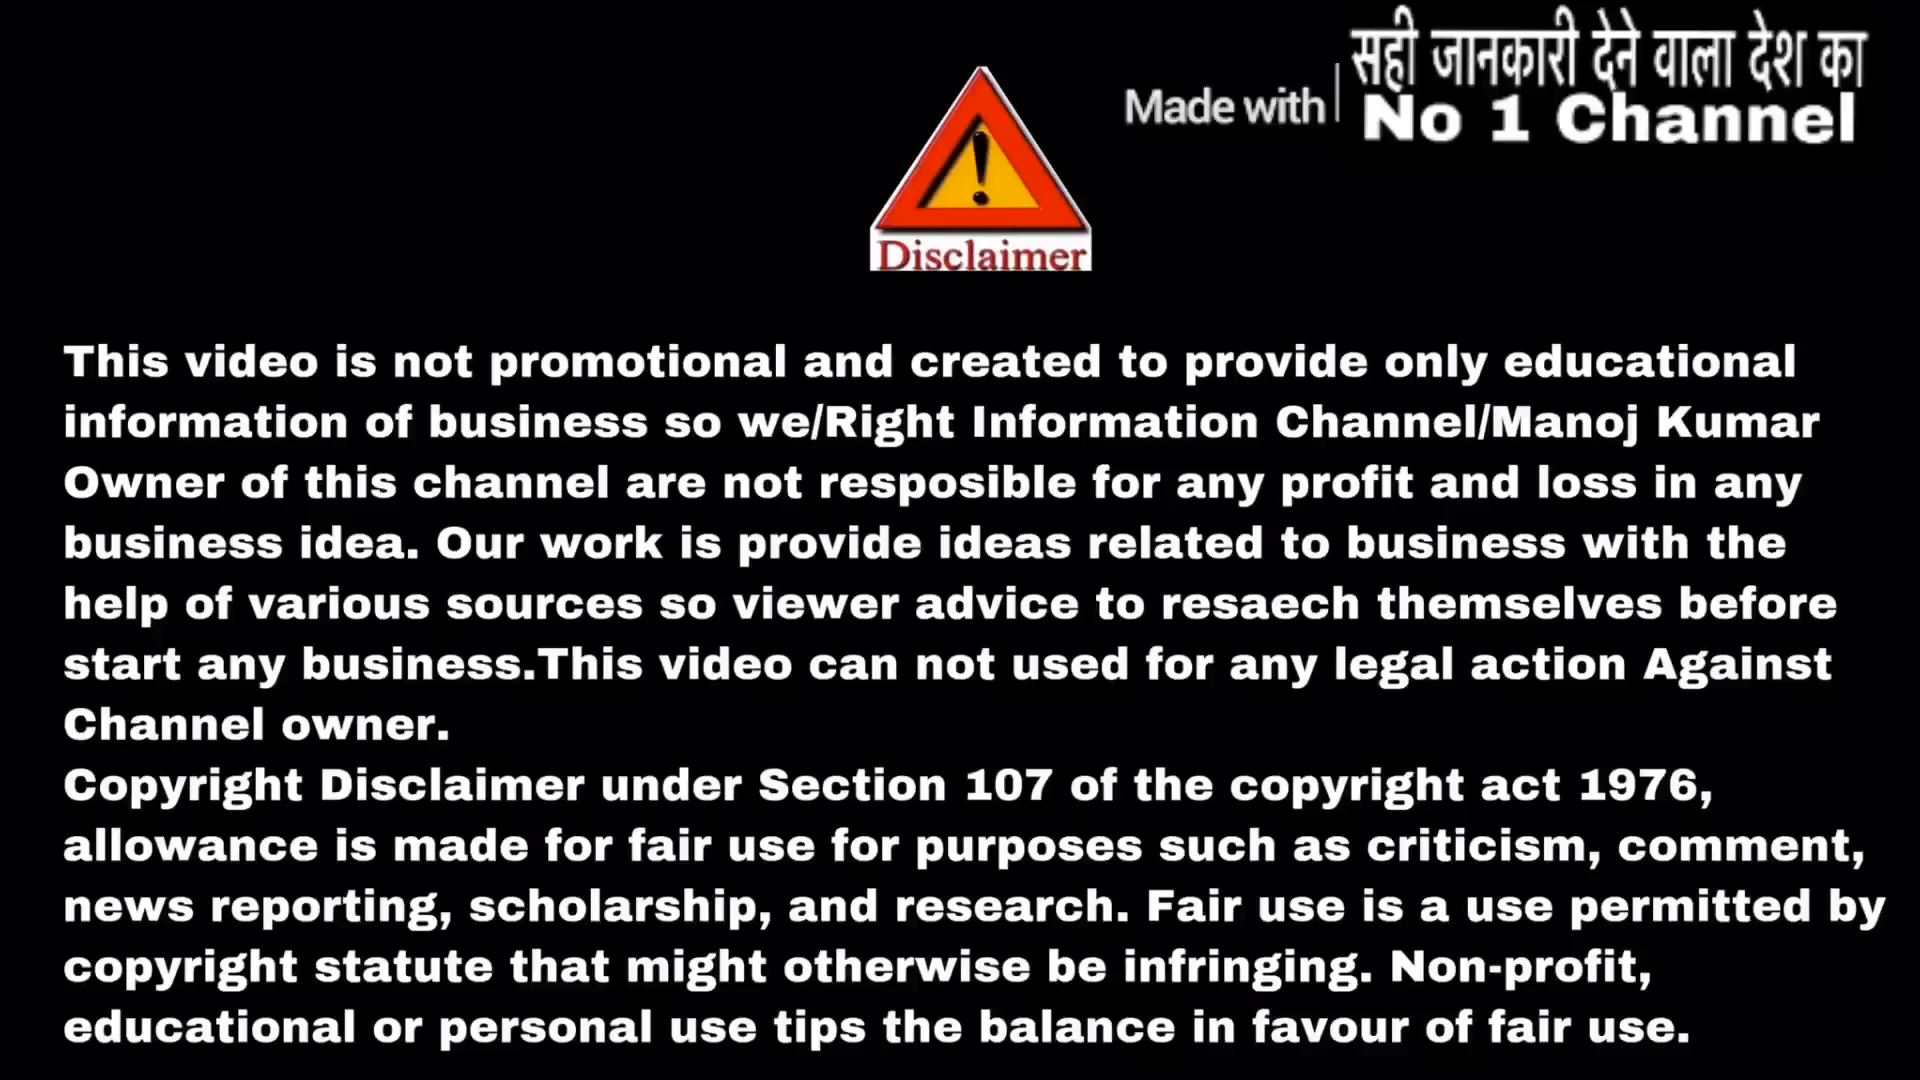 सही जानकारी देने वाला देश का
Made with No 1 Channel
Disclaimer
This video is not promotional and created to provide only educational
information of business so we/Right Information Channel/Manoj Kumar
Owner of this channel are not resposible for any profit and loss in any
business idea. Our work is provide ideas related to business with the
help of various sources so viewer advice to resaech themselves before
start any business.This video can not used for any legal action Against
Channel owner.
Copyright Disclaimer under Section 107 of the copyright act 1976,
allowance is made for fair use for purposes such as criticism, comment,
news reporting, scholarship, and research. Fair use is a use permitted by
copyright statute that might otherwise be infringing. Non-profit,
educational or personal use tips the balance in favour of fair use.